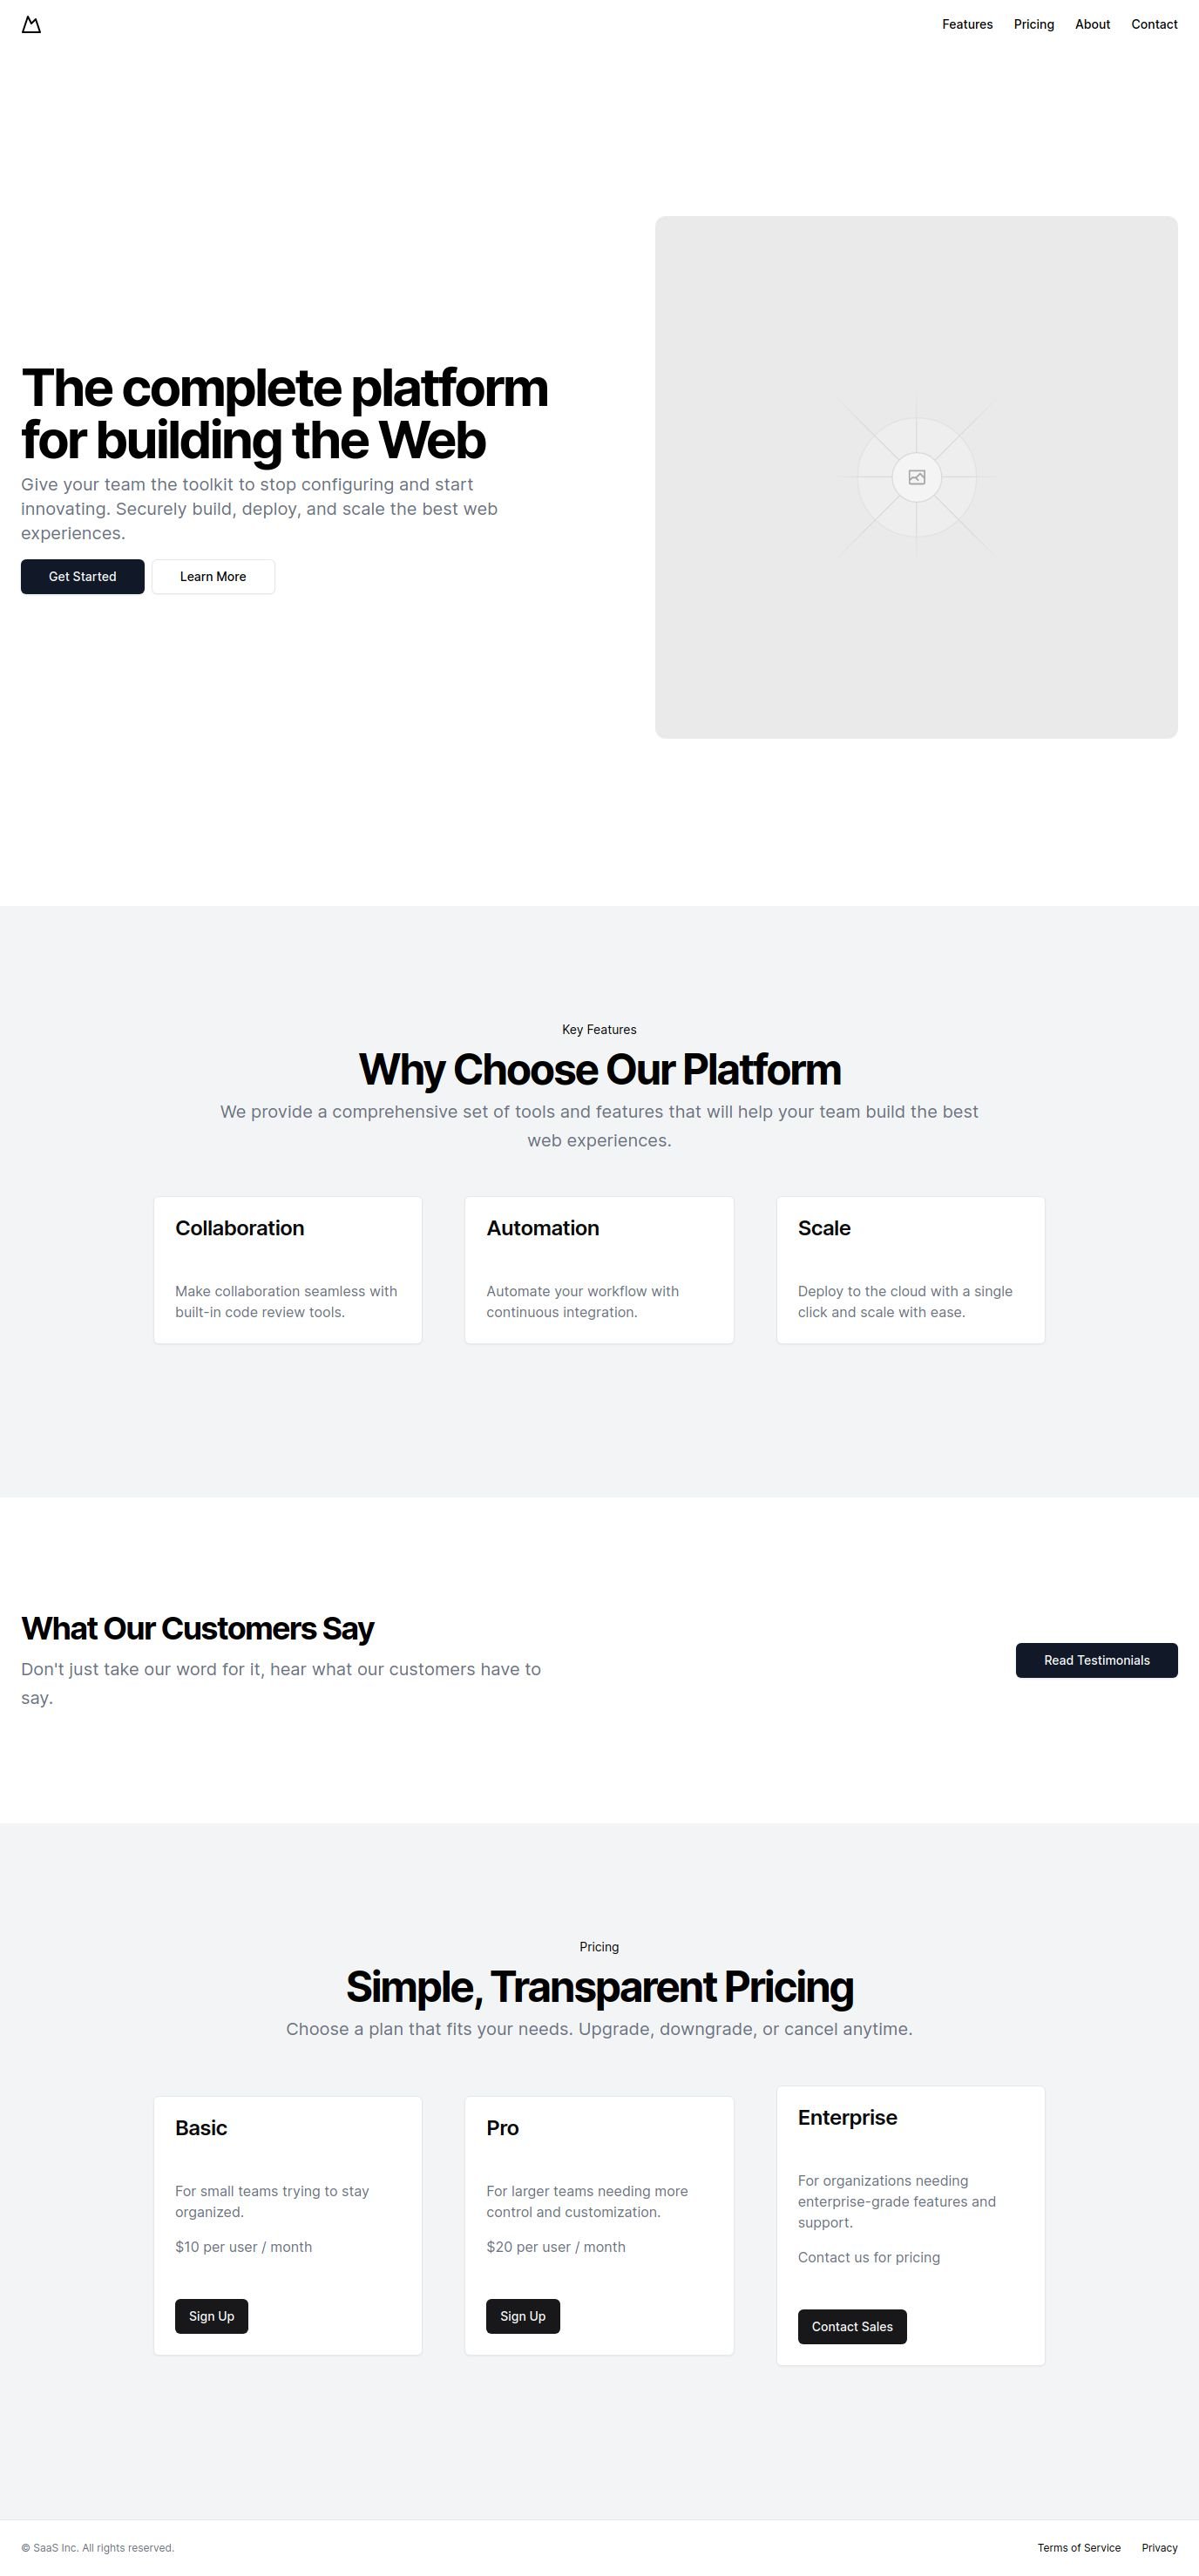 Features Pricing About Contact
The complete platform
for building the Web
Give your team the toolkit to stop configuring and start
innovating. Securely build, deploy, and scale the best web
experiences.
Get Started Learn More
Key Features
Why Choose Our Platform
We provide a comprehensive set of tools and features that will help your team build the best
web experiences.
Collaboration
Make collaboration seamless with
built-in code review tools.
Automation
Automate your workflow with
continuous integration.
Scale
Deploy to the cloud with a single
click and scale with ease.
What Our Customers Say
Don't just take our word for it, hear what our customers have to
say.
Read Testimonials
Pricing
Simple, Transparent Pricing
Choose a plan that fits your needs. Upgrade, downgrade, or cancel anytime.
Basic
For small teams trying to stay
organized.
$10 per user / month
Sign Up
Pro
For larger teams needing more
control and customization.
$20 per user / month
Sign Up
Enterprise
For organizations needing
enterprise-grade features and
support.
Contact us for pricing
Contact Sales
© SaaS Inc. All rights reserved.
Terms of Service Privacy